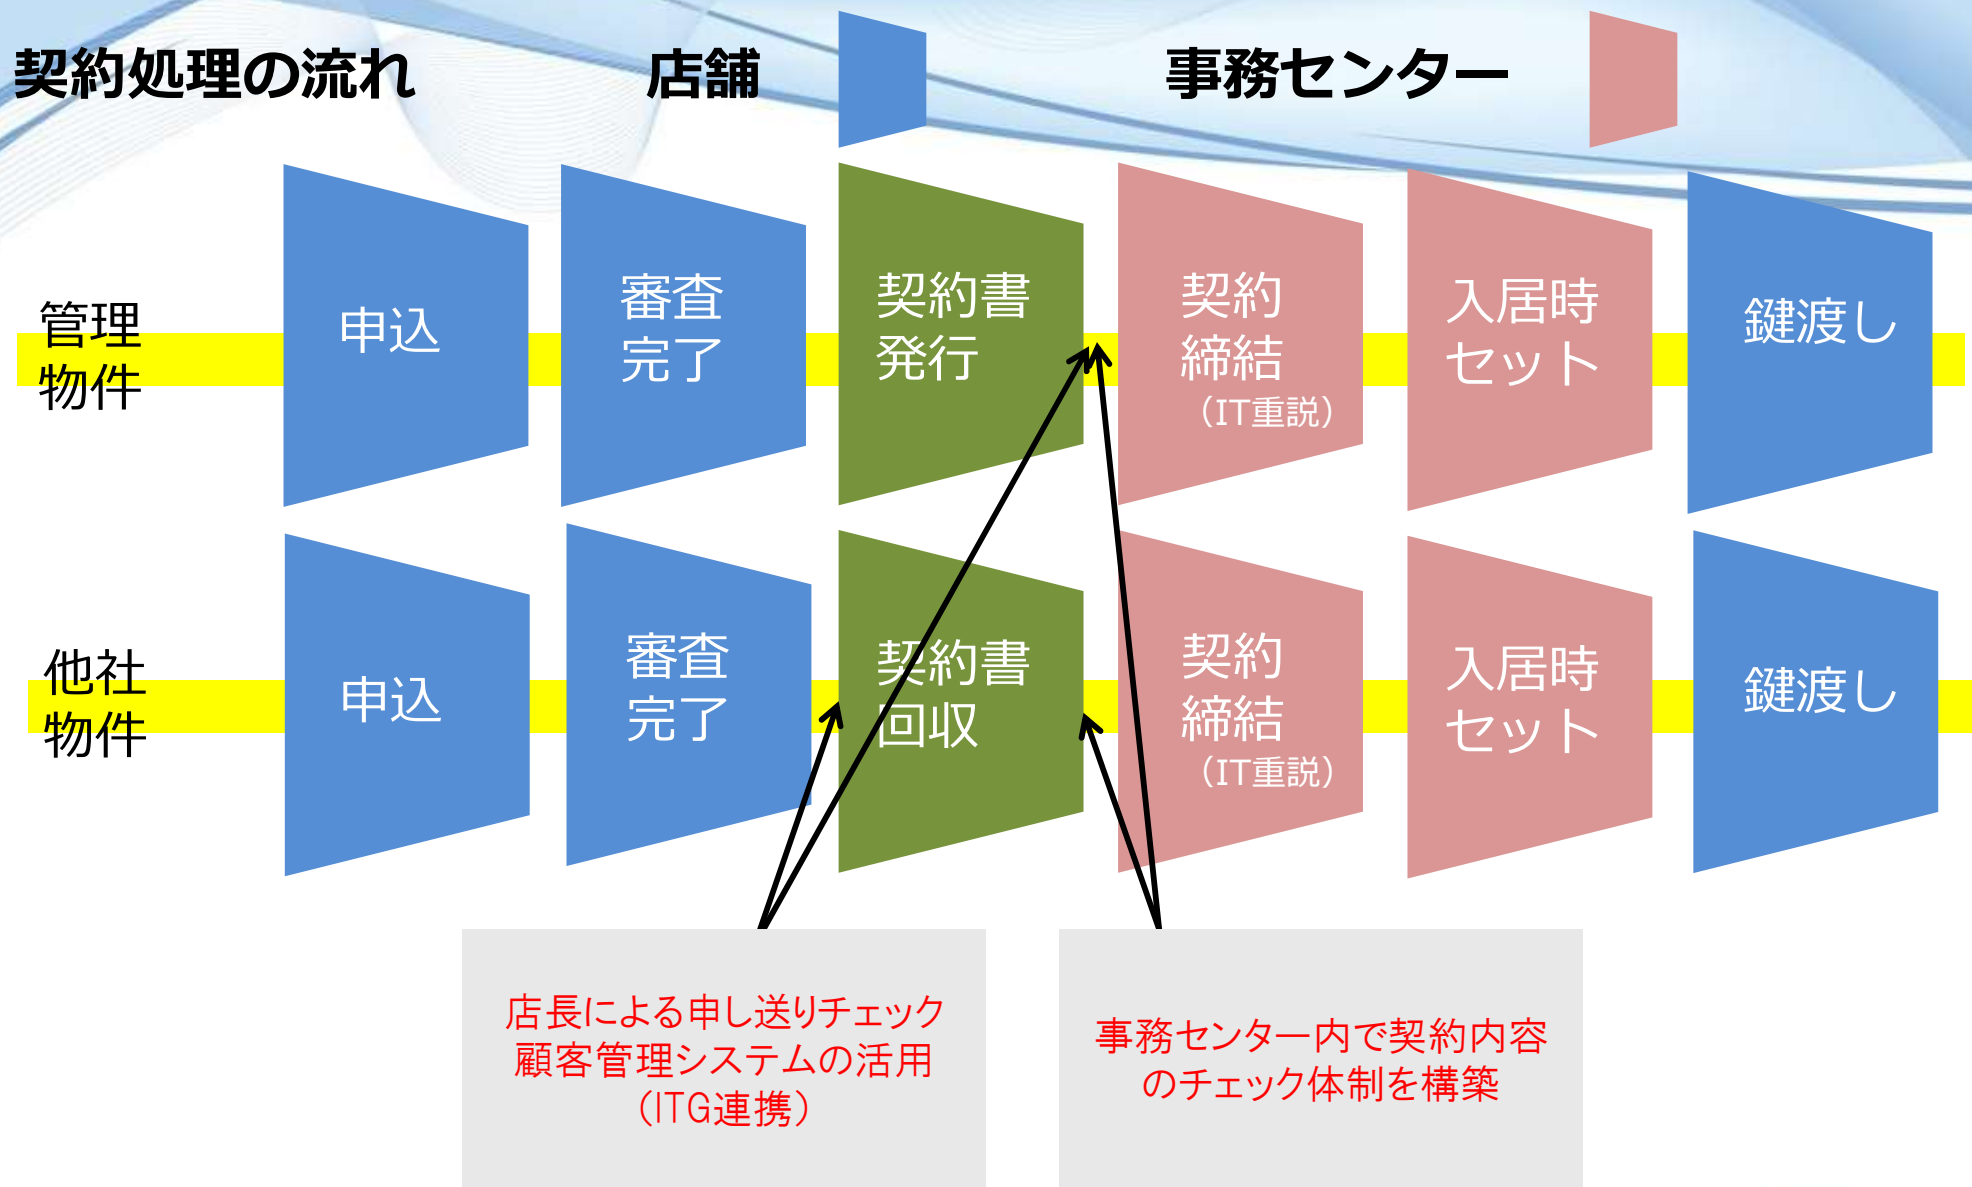 契約処理の流れ
店舗
事務センター
管理
物件
申込
審査
完了
契約書
発行
契約
締結
（IT重説）
入居時
セット
鍵渡し
他社
物件
申込
審査
完了
契約書
回収
契約
締結
（IT重説）
入居時
セット
鍵渡し
店長による申し送りチェック
顧客管理システムの活用
（ITG連携）
事務センター内で契約内容
のチェック体制を構築